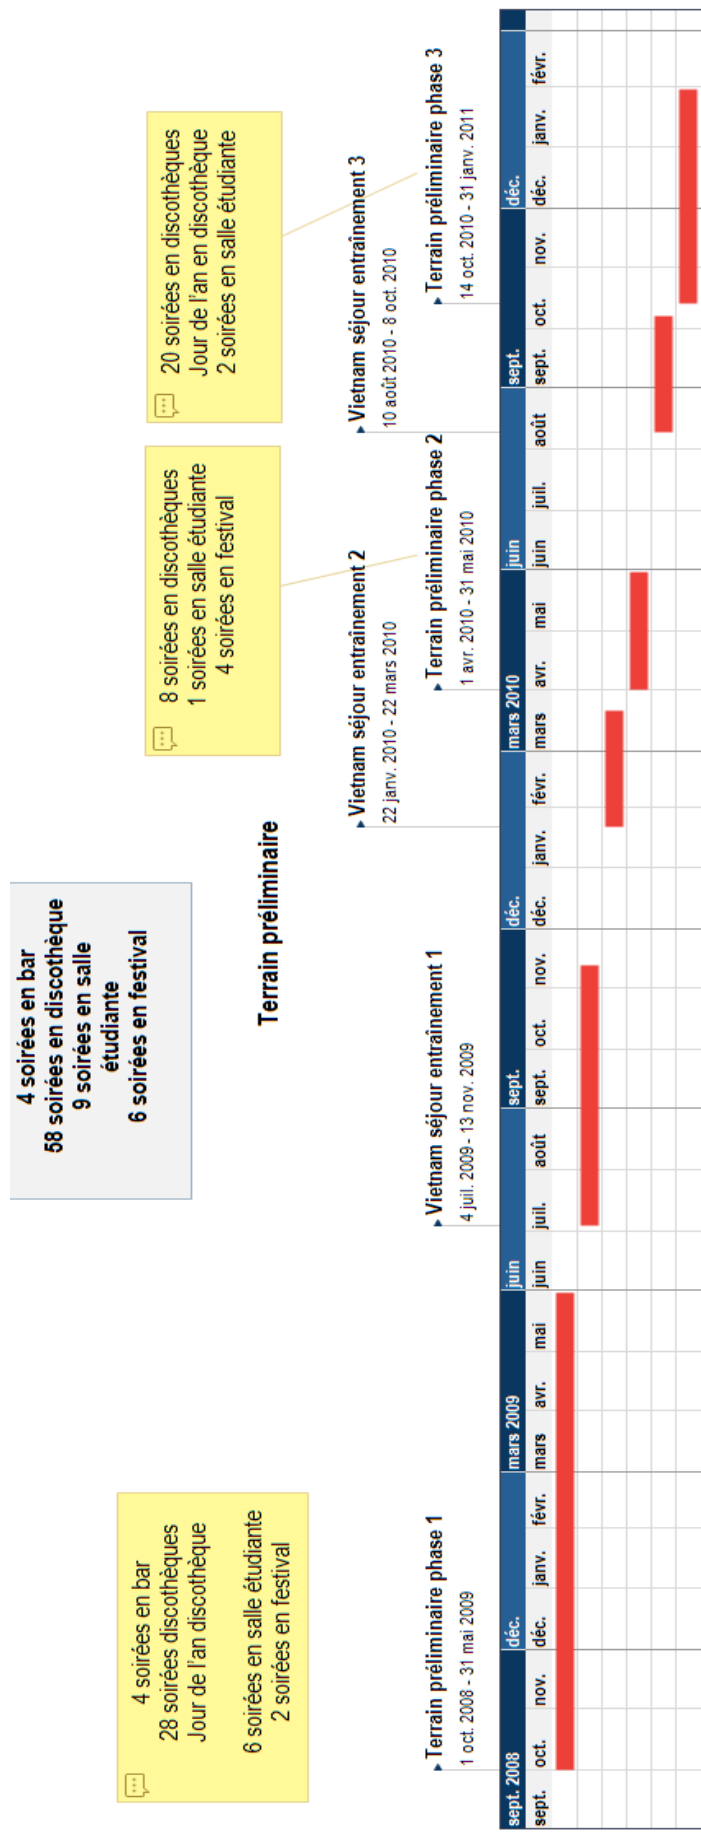 4 soirées en bar
58 soirées en discothèque
9 soirées en salle
étudiante
6 soirées en festival
4 soirées en bar
28 soirées discothèques
Jour de l'an discothèque
6 soirées en salle étudiante
2 soirées en festival
8 soirées en discothèques
1 soirées en salle étudiante
4 soirées en festival
20 soirées en discothèques
Jour de l'an en discothèque
2 soirées en salle étudiante
Terrain préliminaire
Vietnam séjour entraînement 2
22 janv. 2010 - 22 mars 2010
Vietnam séjour entraînement 3
10 août 2010 - 8 oct. 2010
Terrain préliminaire phase 1
1 oct. 2008 - 31 mai 2009
Vietnam séjour entraînement 1
4 juil. 2009 - 13 nov. 2009
Terrain préliminaire phase 2
1 avr. 2010 - 31 mai 2010
Terrain préliminaire phase 3
14 oct. 2010 - 31 janv. 2011
sept. 2008 déc. mars 2009 juin sept. déc. mars 2010 juin sept. déc.
sept. oct. nov. déc. janv. févr. mars avr. mai juin juil. août sept. oct. nov. déc. janv. févr. mars avr. mai juin juil. août sept. oct. nov. déc. janv. févr.